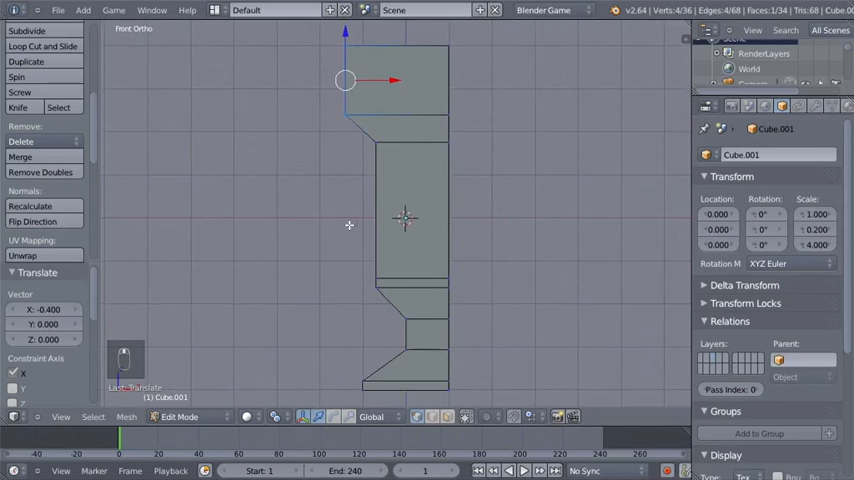 File Add Game Window Help Default Scene Blender Game v2.64 | Verts:4/36 | Edges:4/68 | Faces:1/34 | Tris:68 | Cube.00
Front Ortho
Subdivide
Loop Cut and Slide
Duplicate
Spin
Screw
Knife Select
Remove:
Delete
Merge
Remove Doubles
Normals:
Recalculate
Flip Direction
UV Mapping:
Unwrap
Translate
Vector
X: -0.400
Y: 0.000
Z: 0.000
Constraint Axis
X
Y
Last: Translate
(1) Cube.001
View Select Mesh Edit Mode Global
-40 -20 0 20 40 60 80 100 120 140 160 180 200 220 240 260
View Marker Frame Playback Start: 1 End: 240 1 No Sync
View Search All Scenes
RenderLayers
World
Cube.001
Cube.001
Transform
Location: Rotation: Scale:
0.000 0° 1.000
0.000 0° 0.200
0.000 0° 4.000
Rotation M XYZ Euler
Delta Transform
Transform Locks
Relations
Layers: Parent:
Object
Pass Index: 0
Groups
Add to Group
Display
Type: Tex